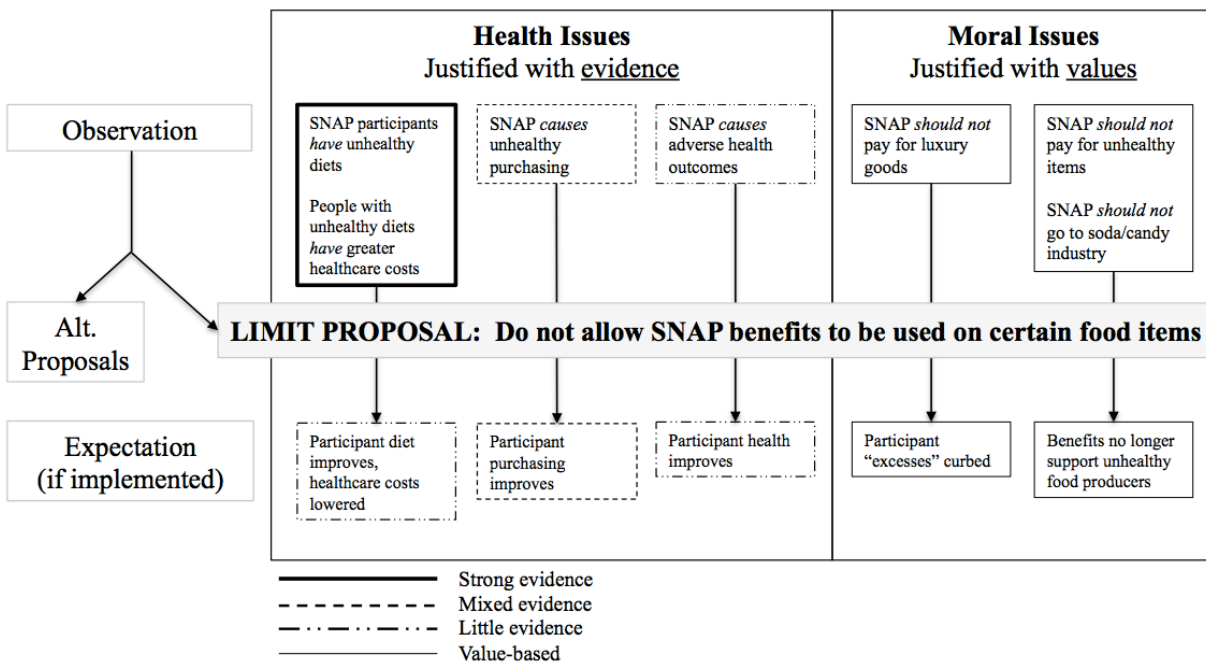 Health Issues
Justified with evidence
Moral Issues
Justified with values
Observation
SNAP participants
have unhealthy
diets
People with
unhealthy diets
have greater
healthcare costs
SNAP causes
unhealthy
purchasing
SNAP causes
adverse health
outcomes
SNAP should not
pay for luxury
goods
SNAP should not
pay for unhealthy
items
SNAP should not
go to soda/candy
industry
Alt.
Proposals
LIMIT PROPOSAL: Do not allow SNAP benefits to be used on certain food items
Expectation
(if implemented)
Participant diet
improves,
healthcare costs
lowered
Participant
purchasing
improves
Participant health
improves
Participant
“excesses” curbed
Benefits no longer
support unhealthy
food producers
Strong evidence
Mixed evidence
Little evidence
Value-based